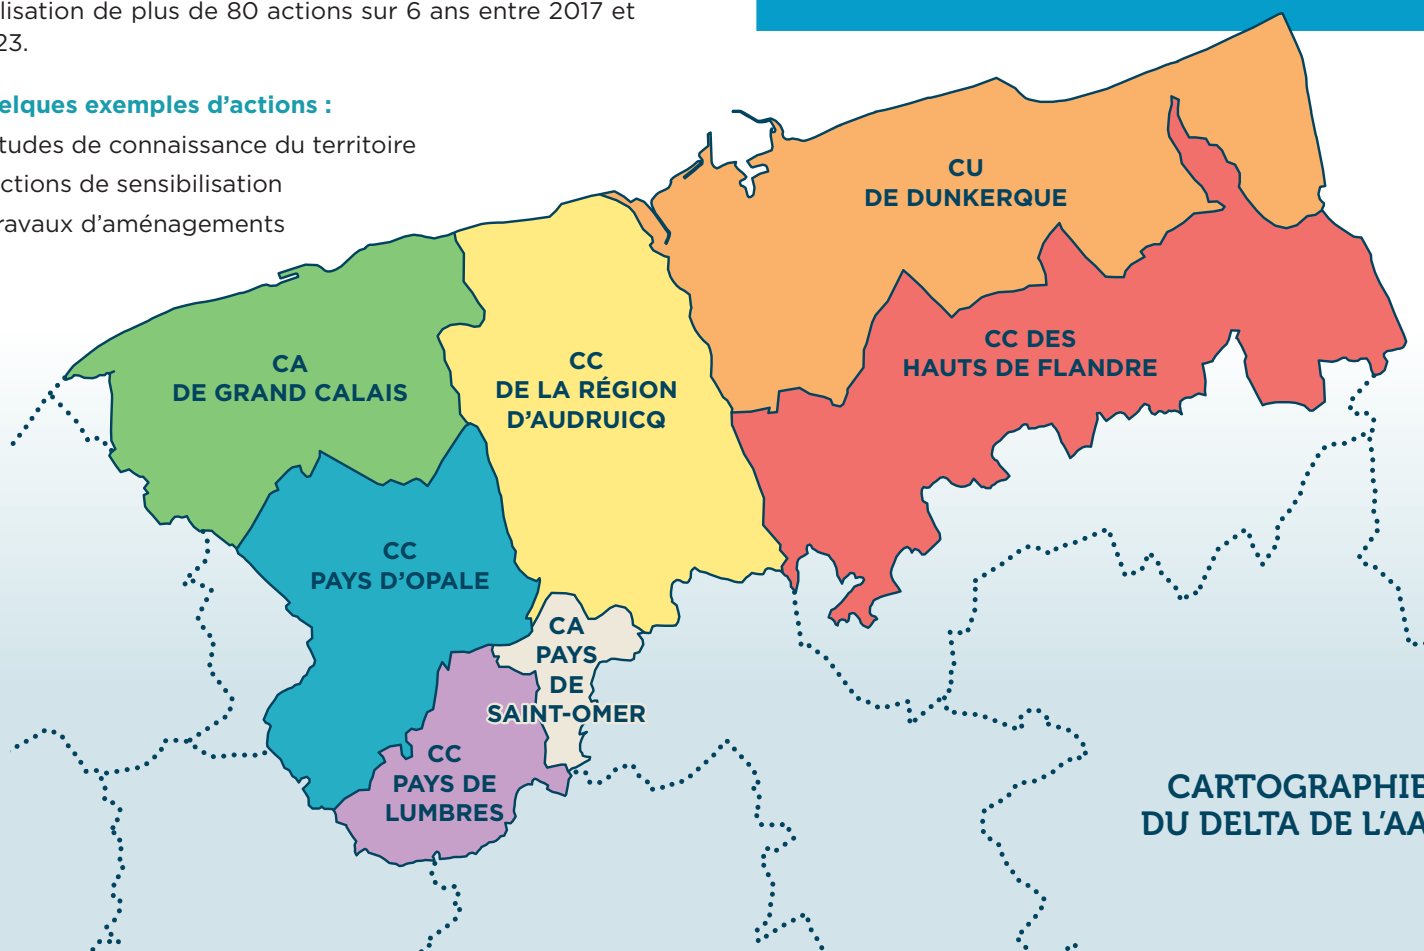 lisation de plus de 80 actions sur 6 ans entre 2017 et
23.
elques exemples d’actions :
tudes de connaissance du territoire
ctions de sensibilisation
ravaux d’aménagements
CU
DE DUNKERQUE
CC DES
HAUTS DE FLANDRE
CA
DE GRAND CALAIS
CC
DE LA RÉGION
D’AUDRUICQ
CC
PAYS D’OPALE
CA
PAYS
DE
SAINT-OMER
CC
PAYS DE
LUMBRES
CARTOGRAPHIE
DU DELTA DE L’AA